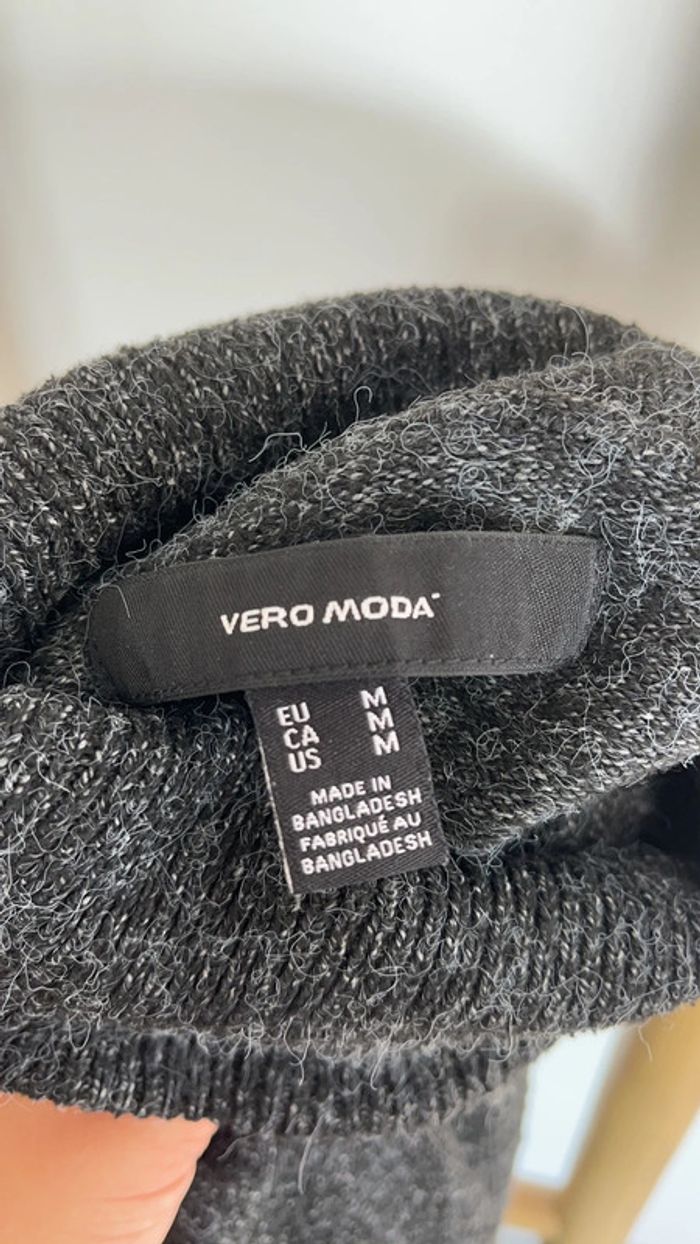 VERO MODA
EU M
CA M
US M
MADE IN
BANGLADESH
FABRIQUÉ AU
BANGLADESH